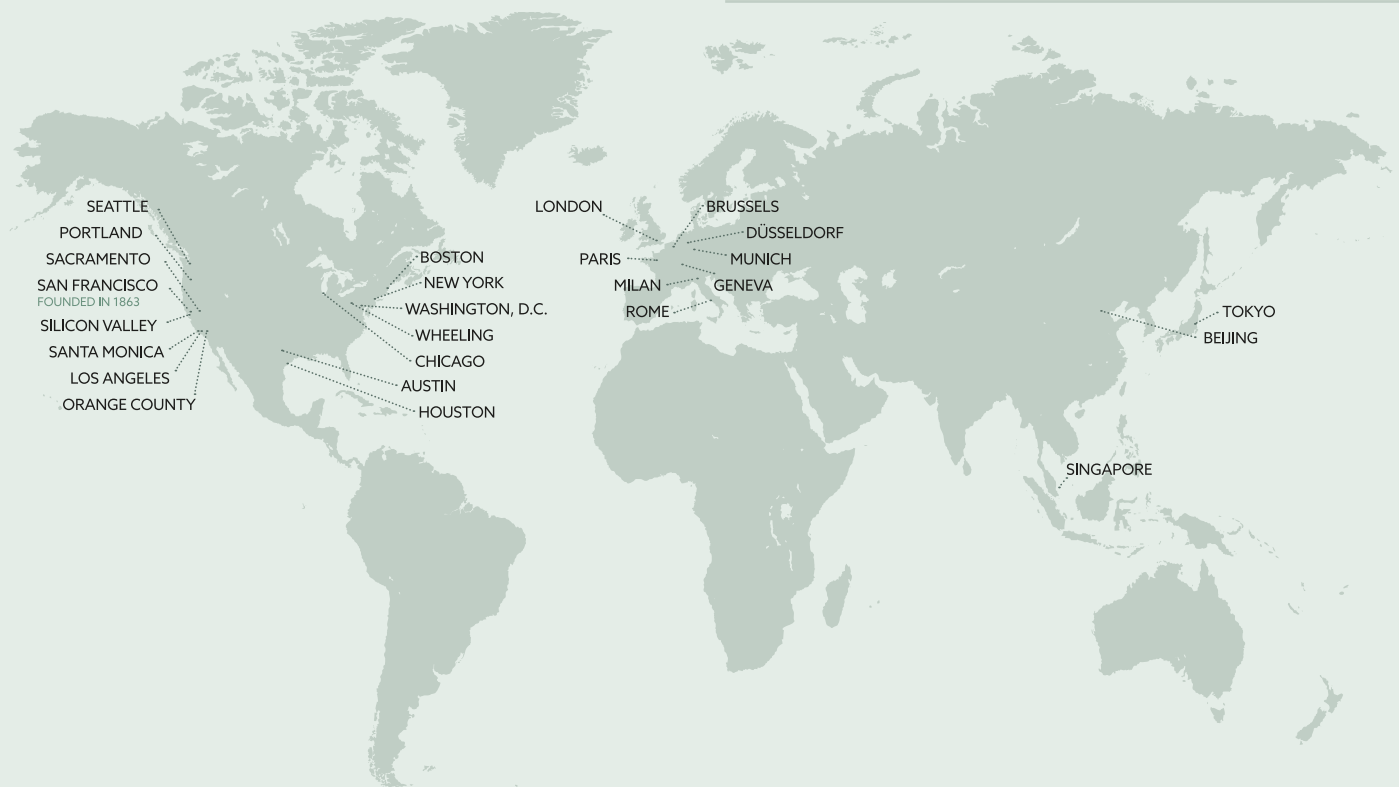 SEATTLE
PORTLAND
SACRAMENTO
SAN FRANCISCO
FOUNDED IN 1863
SILICON VALLEY
SANTA MONICA
LOS ANGELES
ORANGE COUNTY
BOSTON
NEW YORK
WASHINGTON, D.C.
WHEELING
CHICAGO
AUSTIN
HOUSTON
LONDON
PARIS
MILAN
ROME
BRUSSELS
DÜSSELDORF
MUNICH
GENEVA
TOKYO
BEIJING
SINGAPORE